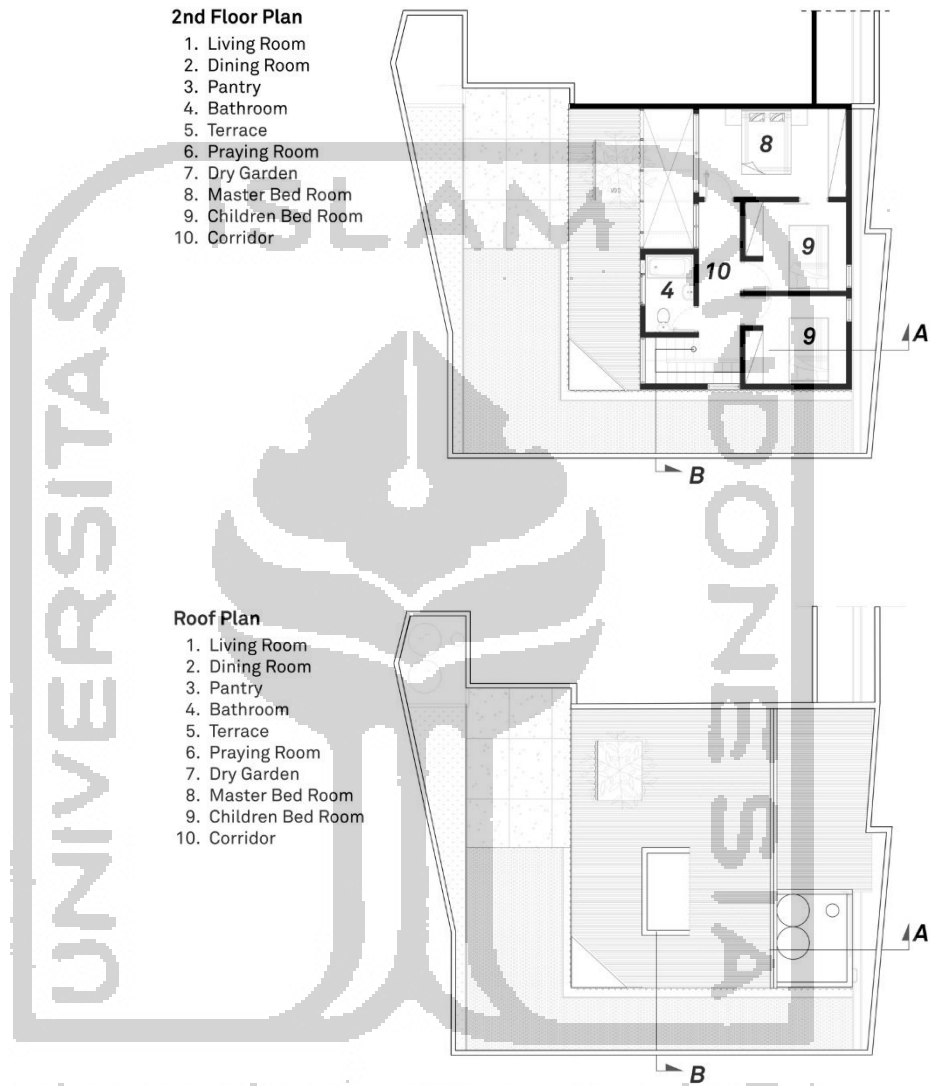 2nd Floor Plan
1. Living Room
2. Dining Room
3. Pantry
4. Bathroom
5. Terrace
6. Praying Room
7. Dry Garden
8. Master Bed Room
9. Children Bed Room
10. Corridor
8
9
10
4
9
A
B
Roof Plan
1. Living Room
2. Dining Room
3. Pantry
4. Bathroom
5. Terrace
6. Praying Room
7. Dry Garden
8. Master Bed Room
9. Children Bed Room
10. Corridor
A
B
UNIVERSITAS
ISLAM
INDONESIA